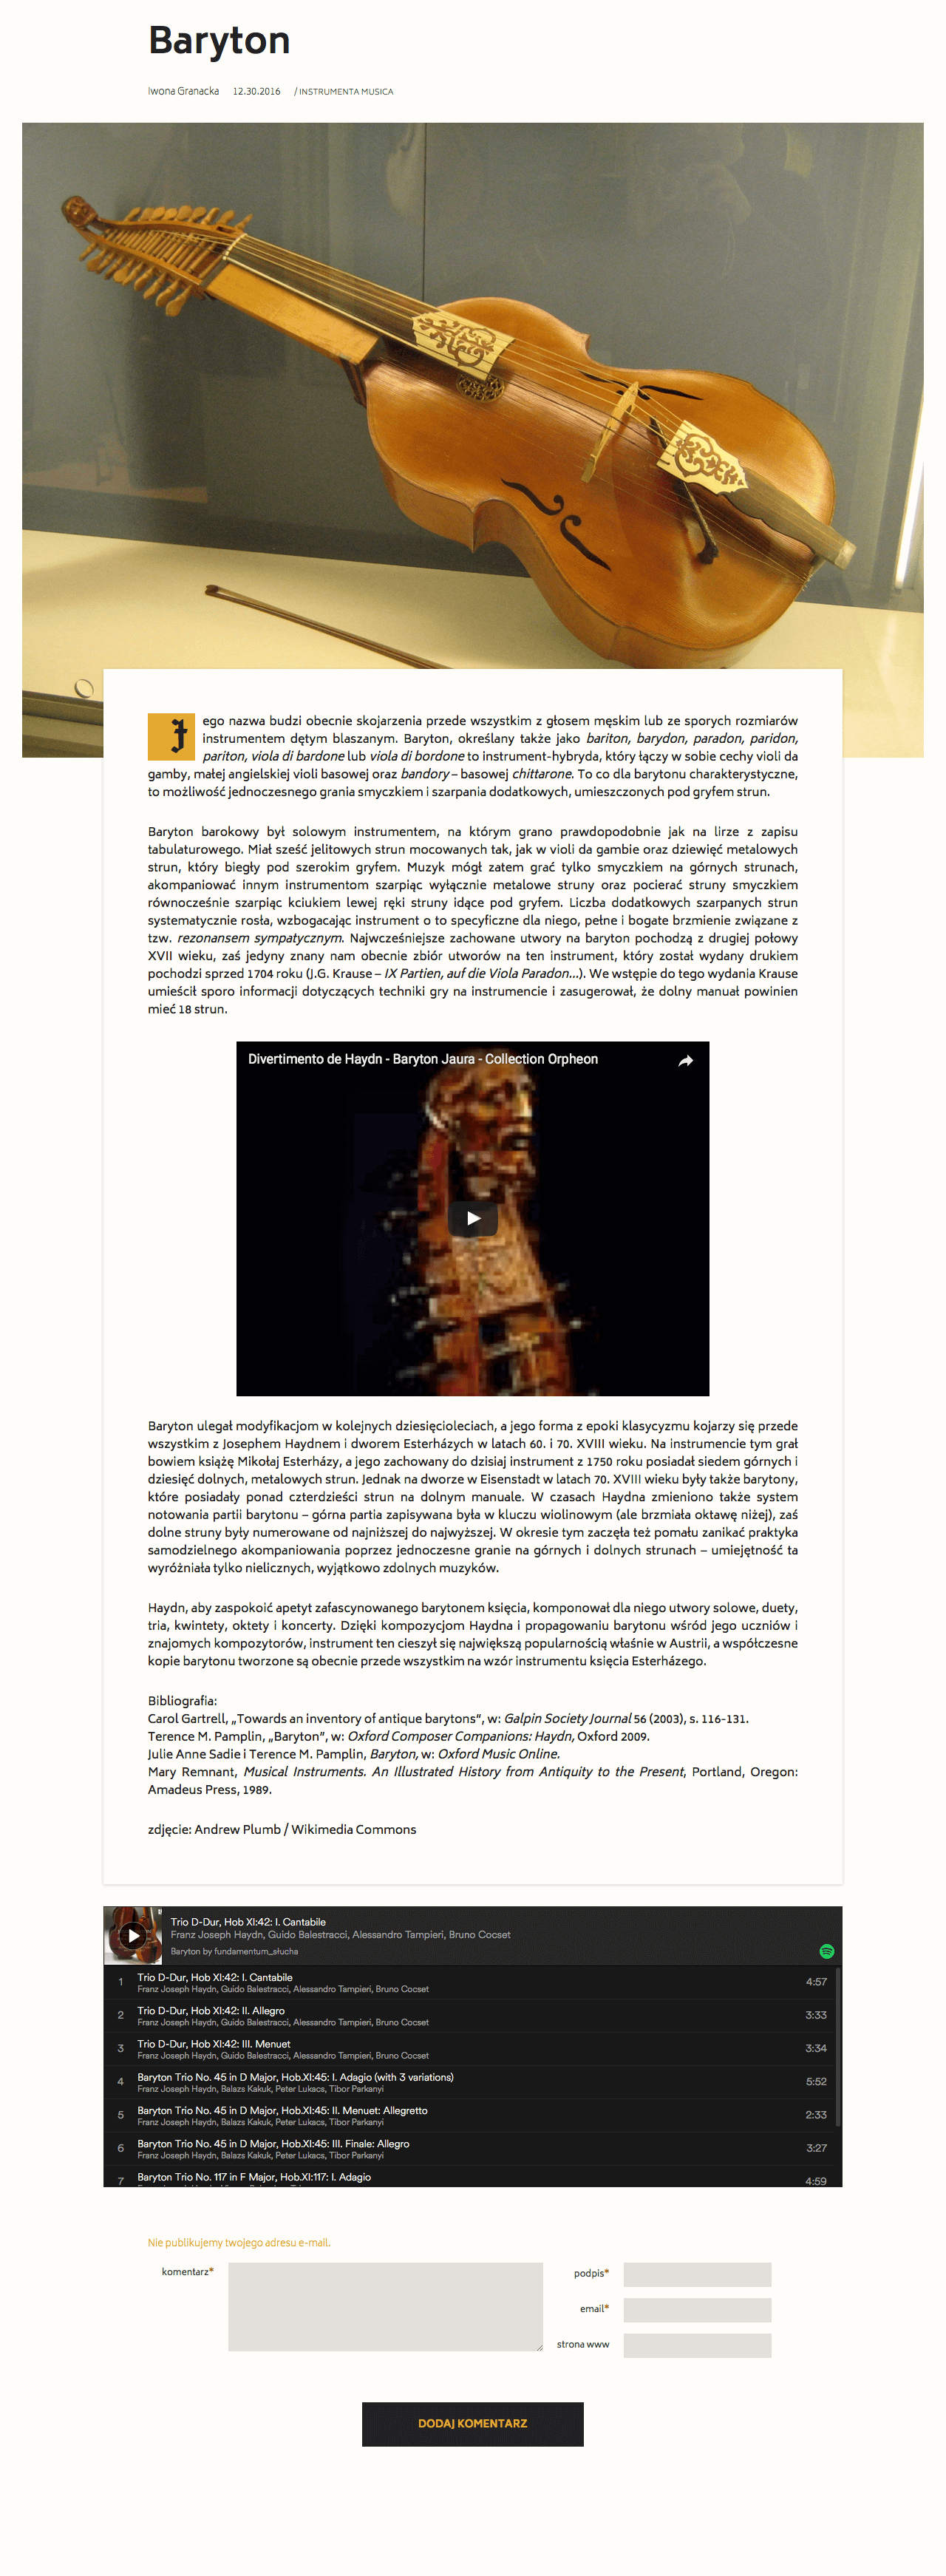 Baryton
Iwona Granacka 12.30.2016 / INSTRUMENTA MUSICA
Jego nazwa budzi obecnie skojarzenia przede wszystkim z głosem męskim lub ze sporych rozmiarów
instrumentem dętym blaszanym. Baryton, określany także jako bariton, barydon, paradon, paridon,
pariton, viola di bardone lub viola di bordone to instrument-hybryda, który łączy w sobie cechy violi da
gamby, małej angielskiej violi basowej oraz bandory – basowej chittarone. To co dla barytonu charakterystyczne,
to możliwość jednoczesnego grania smyczkiem i szarpania dodatkowych, umieszczonych pod gryfem strun.
Baryton barokowy był solowym instrumentem, na którym grano prawdopodobnie jak na lirze z zapisu
tabulaturowego. Miał sześć jelitowych strun mocowanych tak, jak w violi da gambie oraz dziewięć metalowych
strun, który biegły pod szerokim gryfem. Muzyk mógł zatem grać tylko smyczkiem na górnych strunach,
akompaniować innym instrumentom szarpiąc wyłącznie metalowe struny oraz pocierać struny smyczkiem
równocześnie szarpiąc kciukiem lewej ręki struny idące pod gryfem. Liczba dodatkowych szarpanych strun
systematycznie rosła, wzbogacając instrument o to specyficzne dla niego, pełne i bogate brzmienie związane z
tzw. rezonansem sympatycznym. Najwcześniejsze zachowane utwory na baryton pochodzą z drugiej połowy
XVII wieku, zaś jedyny znany nam obecnie zbiór utworów na ten instrument, który został wydany drukiem
pochodzi sprzed 1704 roku (J.G. Krause – IX Partien, auf die Viola Paradon...). We wstępie do tego wydania Krause
umieścił sporo informacji dotyczących techniki gry na instrumencie i zasugerował, że dolny manuał powinien
mieć 18 strun.
Divertimento de Haydn - Baryton Jaura - Collection Orpheon
Baryton ulegał modyfikacjom w kolejnych dziesięcioleciach, a jego forma z epoki klasycyzmu kojarzy się przede
wszystkim z Josephem Haydnem i dworem Esterházych w latach 60. i 70. XVIII wieku. Na instrumencie tym grał
bowiem książę Mikołaj Esterházy, a jego zachowany do dzisiaj instrument z 1750 roku posiadał siedem górnych i
dziesięć dolnych, metalowych strun. Jednak na dworze w Eisenstadt w latach 70. XVIII wieku były także barytony,
które posiadały ponad czterdzieści strun na dolnym manuale. W czasach Haydna zmieniono także system
notowania partii barytonu – górna partia zapisywana była w kluczu wiolinowym (ale brzmiała oktawę niżej), zaś
dolne struny były numerowane od najniższej do najwyższej. W okresie tym zaczęła też pomału zanikać praktyka
samodzielnego akompaniowania poprzez jednoczesne granie na górnych i dolnych strunach – umiejętność ta
wyróżniała tylko nielicznych, wyjątkowo zdolnych muzyków.
Haydn, aby zaspokoić apetyt zafascynowanego barytonem księcia, komponował dla niego utwory solowe, duety,
tria, kwintety, oktety i koncerty. Dzięki kompozycjom Haydna i propagowaniu barytonu wśród jego uczniów i
znajomych kompozytorów, instrument ten cieszył się największą popularnością właśnie w Austrii, a współczesne
kopie barytonu tworzone są obecnie przede wszystkim na wzór instrumentu księcia Esterházego.
Bibliografia:
Carol Gartrell, „Towards an inventory of antique barytons“, w: Galpin Society Journal 56 (2003), s. 116-131.
Terence M. Pamplin, „Baryton“, w: Oxford Composer Companions: Haydn, Oxford 2009.
Julie Anne Sadie i Terence M. Pamplin, Baryton, w: Oxford Music Online.
Mary Remnant, Musical Instruments. An Illustrated History from Antiquity to the Present, Portland, Oregon:
Amadeus Press, 1989.
zdjęcie: Andrew Plumb / Wikimedia Commons
Trio D-Dur, Hob XI:42: I. Cantabile
Franz Joseph Haydn, Guido Balestracci, Alessandro Tampieri, Bruno Cocset
Baryton by fundamentum_słucha
1 Trio D-Dur, Hob XI:42: I. Cantabile 4:57
Franz Joseph Haydn, Guido Balestracci, Alessandro Tampieri, Bruno Cocset
2 Trio D-Dur, Hob XI:42: II. Allegro 3:33
Franz Joseph Haydn, Guido Balestracci, Alessandro Tampieri, Bruno Cocset
3 Trio D-Dur, Hob XI:42: III. Menuet 3:34
Franz Joseph Haydn, Guido Balestracci, Alessandro Tampieri, Bruno Cocset
4 Baryton Trio No. 45 in D Major, Hob.XI:45: I. Adagio (with 3 variations) 5:52
Franz Joseph Haydn, Balazs Kakuk, Peter Lukacs, Tibor Parkanyi
5 Baryton Trio No. 45 in D Major, Hob.XI:45: II. Menuet: Allegretto 2:33
Franz Joseph Haydn, Balazs Kakuk, Peter Lukacs, Tibor Parkanyi
6 Baryton Trio No. 45 in D Major, Hob.XI:45: III. Finale: Allegro 3:27
Franz Joseph Haydn, Balazs Kakuk, Peter Lukacs, Tibor Parkanyi
7 Baryton Trio No. 117 in F Major, Hob.XI:117: I. Adagio 4:59
Nie publikujemy twojego adresu e-mail.
komentarz*
podpis*
email*
strona www
DODAJ KOMENTARZ